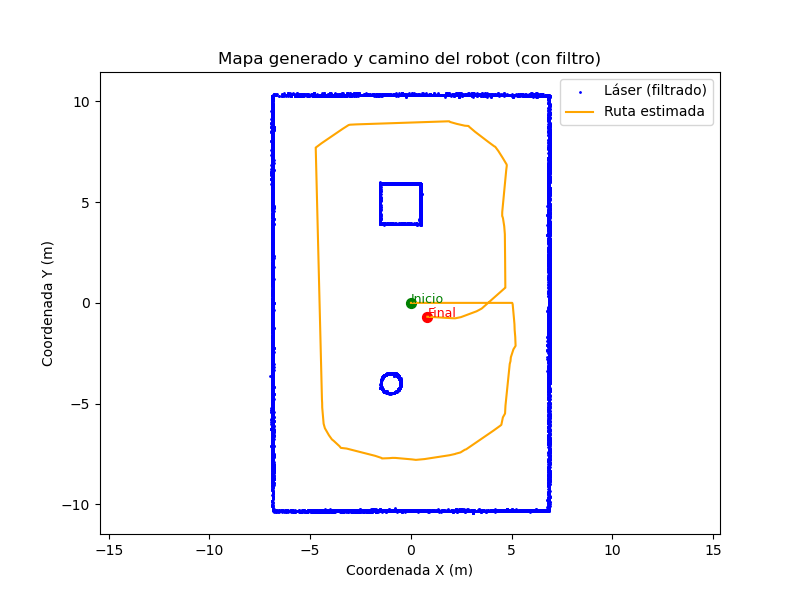 Mapa generado y camino del robot (con filtro)
Láser (filtrado)
Ruta estimada
Coordenada Y (m)
10
5
0
−5
−10
Inicio
Final
−15
−10
−5
0
5
10
15
Coordenada X (m)